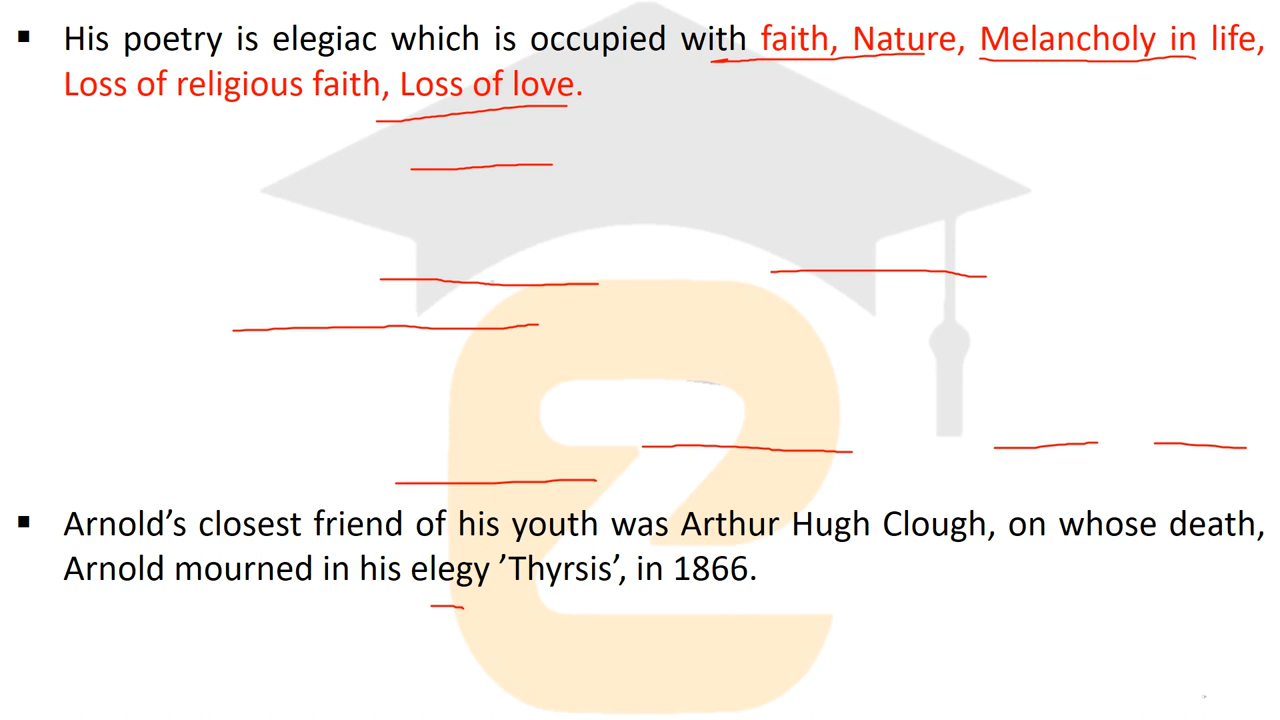 ▪ His poetry is elegiac which is occupied with faith, Nature, Melancholy in life,
Loss of religious faith, Loss of love.
▪ Arnold’s closest friend of his youth was Arthur Hugh Clough, on whose death,
Arnold mourned in his elegy ’Thyrsis’, in 1866.